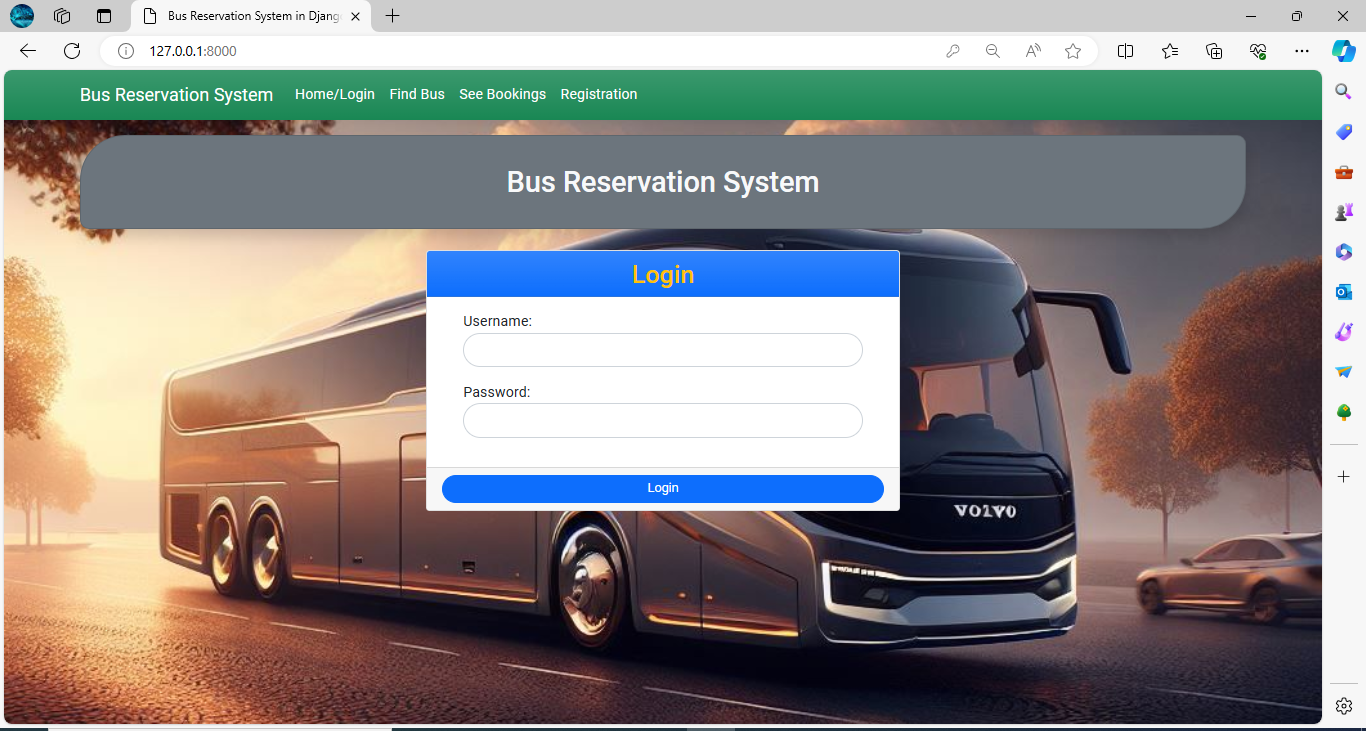 Bus Reservation System in Djang
127.0.0.1:8000
Bus Reservation System Home/Login Find Bus See Bookings Registration
Bus Reservation System
Login
Username:
Password:
Login
VOLVO